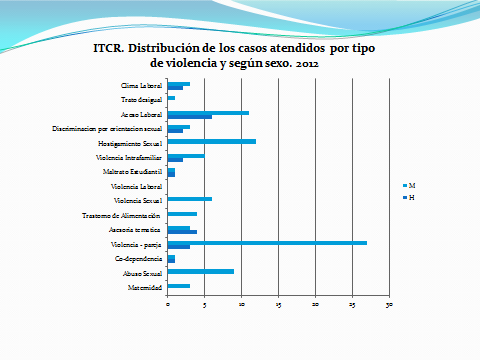 ITCR. Distribución de los casos atendidos por tipo
de violencia y según sexo. 2012
Clima Laboral
Trato desigual
Acoso Laboral
Discriminacion por orientacion sexual
Hostigamiento Sexual
Violencia Intrafamiliar
Maltrato Estudiantil
Violencia Laboral
Violencia Sexual
Trastorno de Alimentación
Asesoria tematica
Violencia - pareja
Co-dependencia
Abuso Sexual
Maternidad
M
H
0 5 10 15 20 25 30